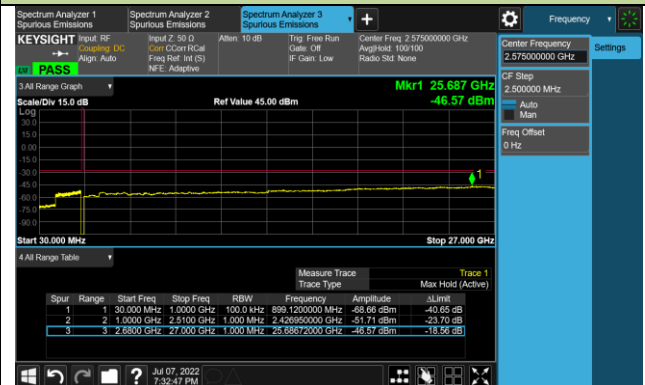 Spectrum Analyzer 1
Spurious Emissions
Spectrum Analyzer 2
Spurious Emissions
Spectrum Analyzer 3
Spurious Emissions
Frequency
KEYSIGHT
Input: RF
Coupling: DC
Align: Auto
PASS
Input Z: 50 Ω
Corr CCorr RCal
Freq Ref: Int (S)
NFE: Adaptive
Atten: 10 dB
Trig: Free Run
Gate: Off
IF Gain: Low
Center Freq: 2.575000000 GHz
Avg|Hold: 100/100
Radio Std: None
Center Frequency
2.575000000 GHz
Settings
CF Step
2.500000 MHz
Auto
Man
Freq Offset
0 Hz
3 All Range Graph
Mkr1 25.687 GHz
Scale/Div 15.0 dB
Ref Value 45.00 dBm
-46.57 dBm
Log
30.0
15.0
0.00
-15.0
-30.0
-45.0
-60.0
-75.0
-90.0
1
Start 30.000 MHz
Stop 27.000 GHz
4 All Range Table
Measure Trace Trace 1
Trace Type Max Hold (Active)
Spur Range Start Freq Stop Freq RBW Frequency Amplitude ΔLimit
1 1 30.000 MHz 1.0000 GHz 100.0 kHz 899.1200000 MHz -68.66 dBm -40.65 dB
2 2 1.0000 GHz 2.5100 GHz 1.000 MHz 2.426950000 GHz -51.71 dBm -23.70 dB
3 3 2.6800 GHz 27.000 GHz 1.000 MHz 25.68672000 GHz -46.57 dBm -18.56 dB
?
Jul 07, 2022
7:32:47 PM